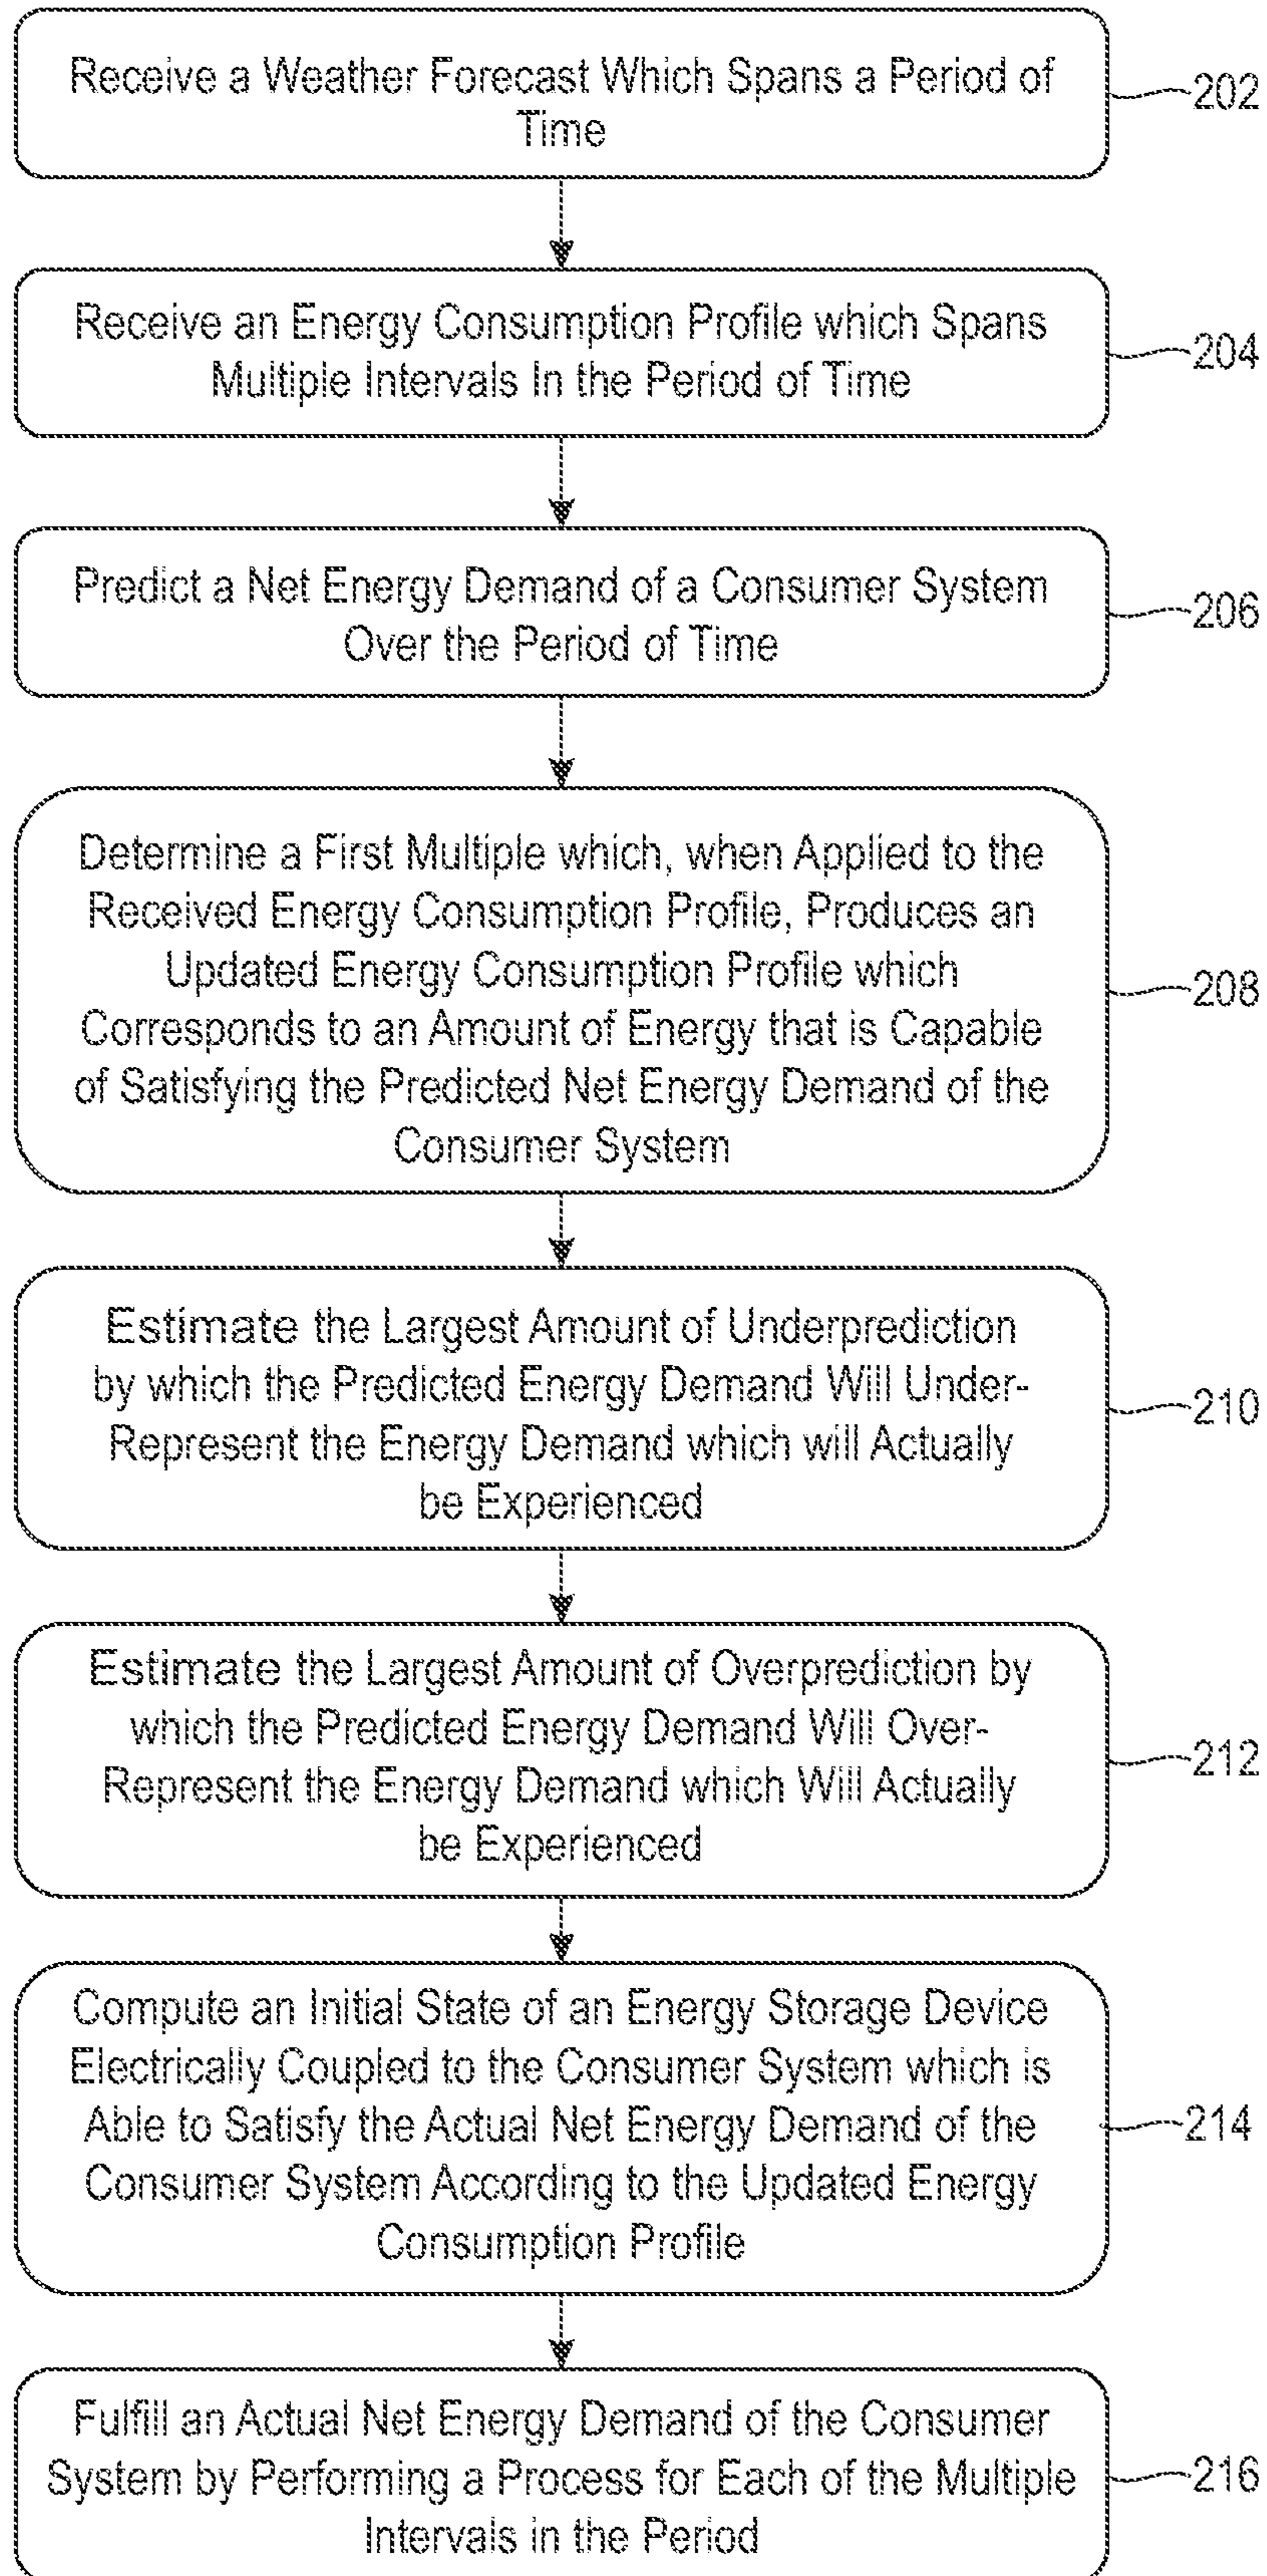 Receive a Weather Forecast Which Spans a Period of
Time
202
Receive an Energy Consumption Profile which Spans
Multiple Intervals In the Period of Time
204
Predict a Net Energy Demand of a Consumer System
Over the Period of Time
206
Determine a First Multiple which, when Applied to the
Received Energy Consumption Profile, Produces an
Updated Energy Consumption Profile which
Corresponds to an Amount of Energy that is Capable
of Satisfying the Predicted Net Energy Demand of the
Consumer System
208
Estimate the Largest Amount of Underprediction
by which the Predicted Energy Demand Will Under-
Represent the Energy Demand which will Actually
be Experienced
210
Estimate the Largest Amount of Overprediction by
which the Predicted Energy Demand Will Over-
Represent the Energy Demand which Will Actually
be Experienced
212
Compute an Initial State of an Energy Storage Device
Electrically Coupled to the Consumer System which is
Able to Satisfy the Actual Net Energy Demand of the
Consumer System According to the Updated Energy
Consumption Profile
214
Fulfill an Actual Net Energy Demand of the Consumer
System by Performing a Process for Each of the Multiple
Intervals in the Period
216